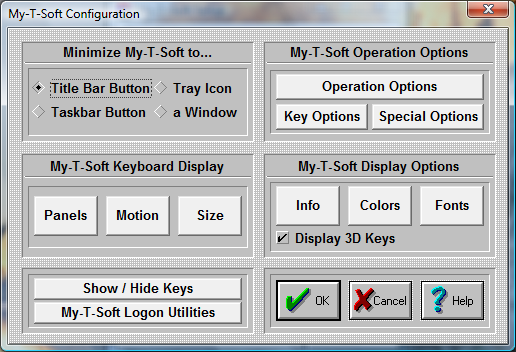 My-T-Soft Configuration
Minimize My-T-Soft to...
Title Bar Button
Tray Icon
Taskbar Button
a Window
My-T-Soft Operation Options
Operation Options
Key Options
Special Options
My-T-Soft Keyboard Display
Panels
Motion
Size
My-T-Soft Display Options
Info
Colors
Fonts
Display 3D Keys
Show / Hide Keys
My-T-Soft Logon Utilities
OK
Cancel
Help